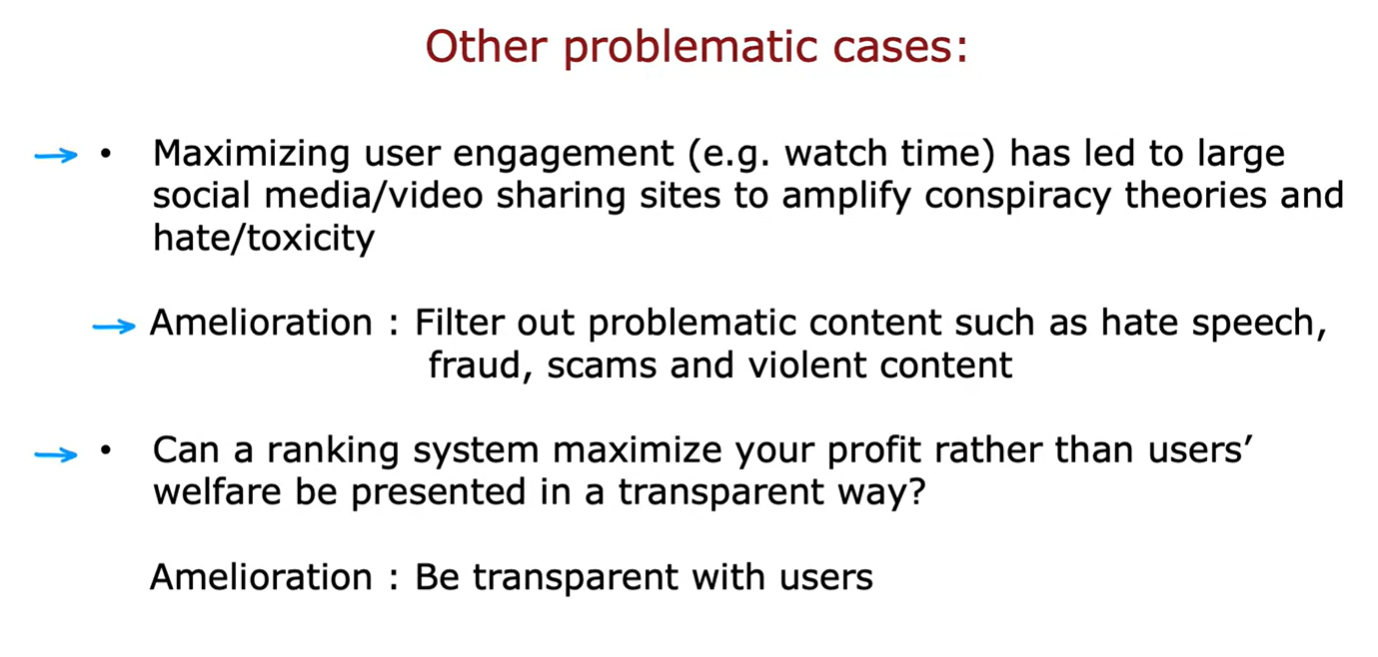 Other problematic cases:
• Maximizing user engagement (e.g. watch time) has led to large
social media/video sharing sites to amplify conspiracy theories and
hate/toxicity
Amelioration : Filter out problematic content such as hate speech,
fraud, scams and violent content
• Can a ranking system maximize your profit rather than users’
welfare be presented in a transparent way?
Amelioration : Be transparent with users